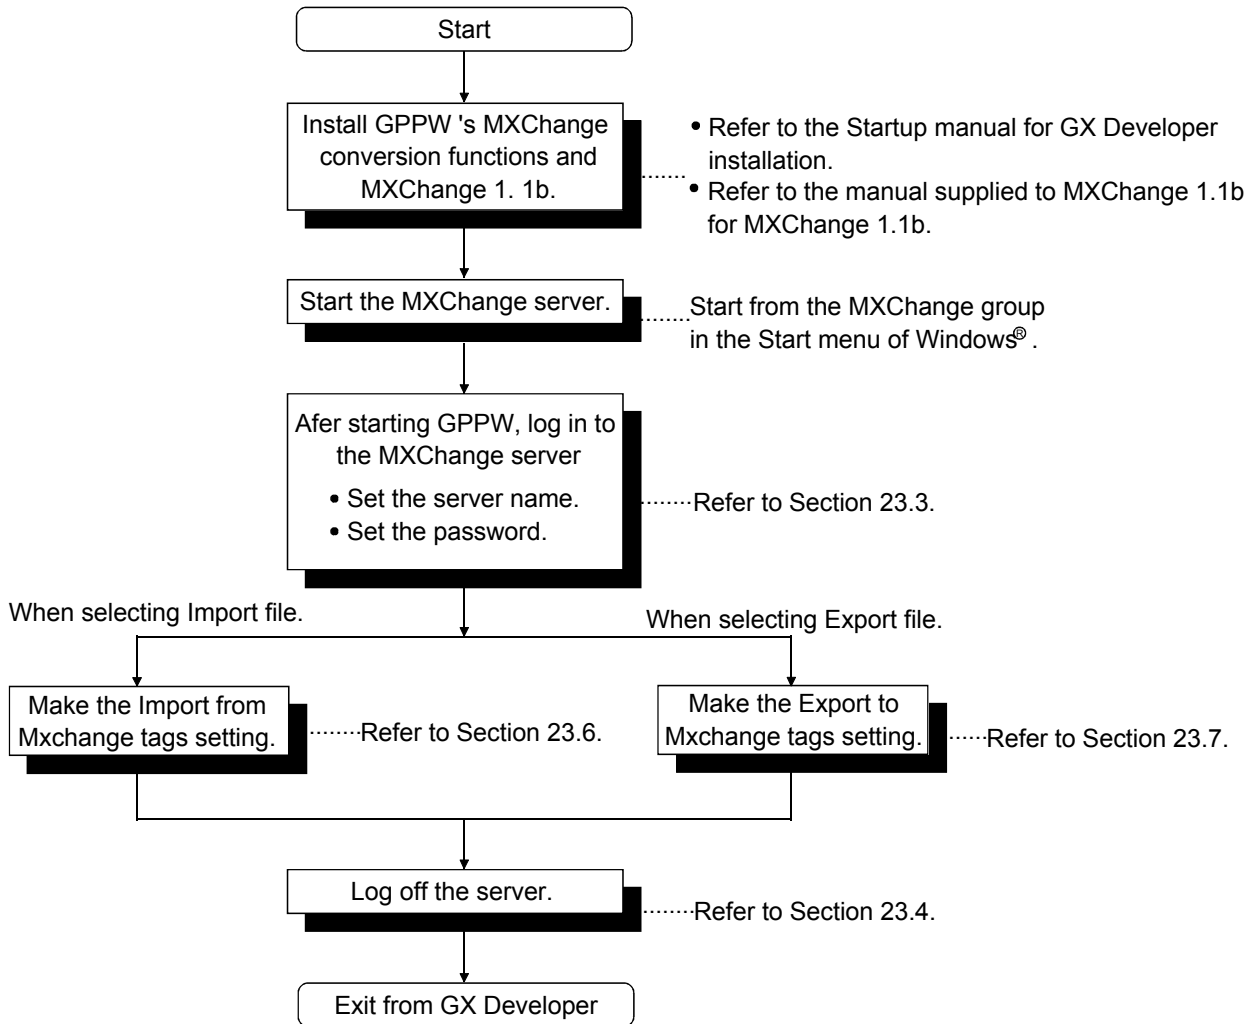 Start
Install GPPW 's MXChange
conversion functions and
MXChange 1. 1b.
• Refer to the Startup manual for GX Developer
installation.
• Refer to the manual supplied to MXChange 1.1b
for MXChange 1.1b.
Start the MXChange server.
Start from the MXChange group
in the Start menu of Windows® .
Afer starting GPPW, log in to
the MXChange server
• Set the server name.
• Set the password.
Refer to Section 23.3.
When selecting Import file.
When selecting Export file.
Make the Import from
Mxchange tags setting.
Refer to Section 23.6.
Make the Export to
Mxchange tags setting.
Refer to Section 23.7.
Log off the server.
Refer to Section 23.4.
Exit from GX Developer